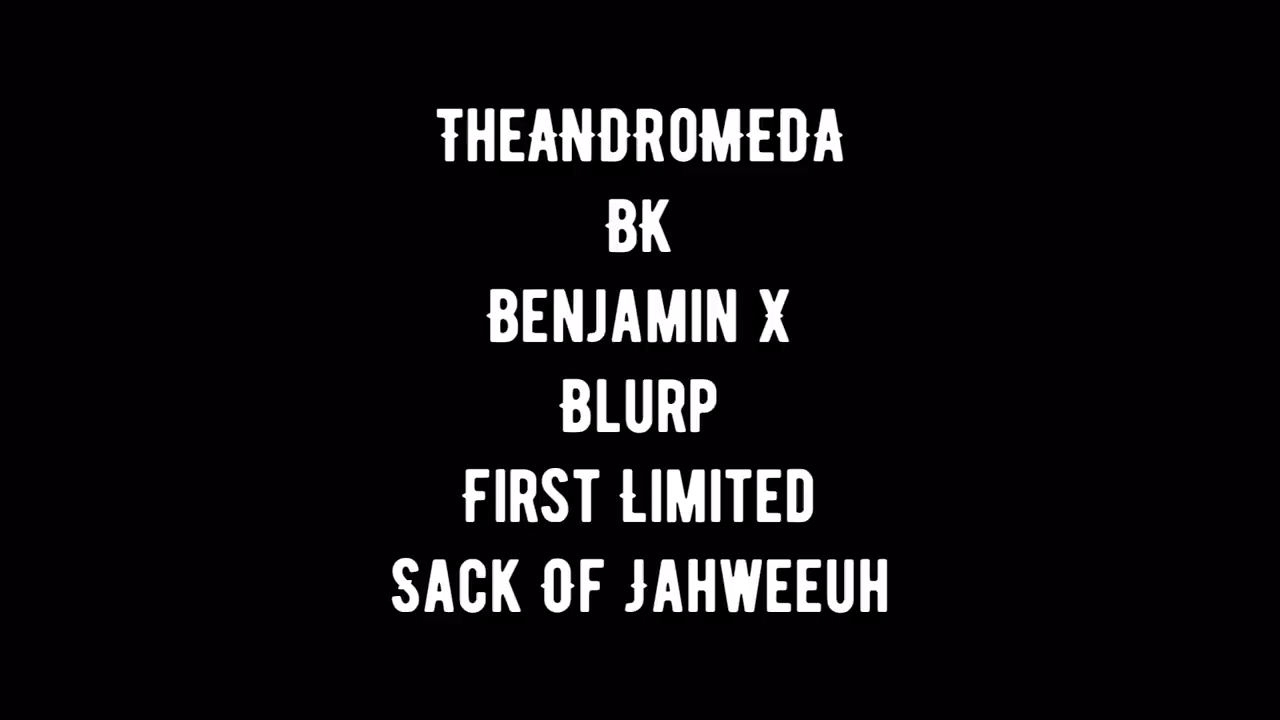 TheAndromeda
BK
Benjamin X
Blurp
First Limited
Sack Of Jahweeuh